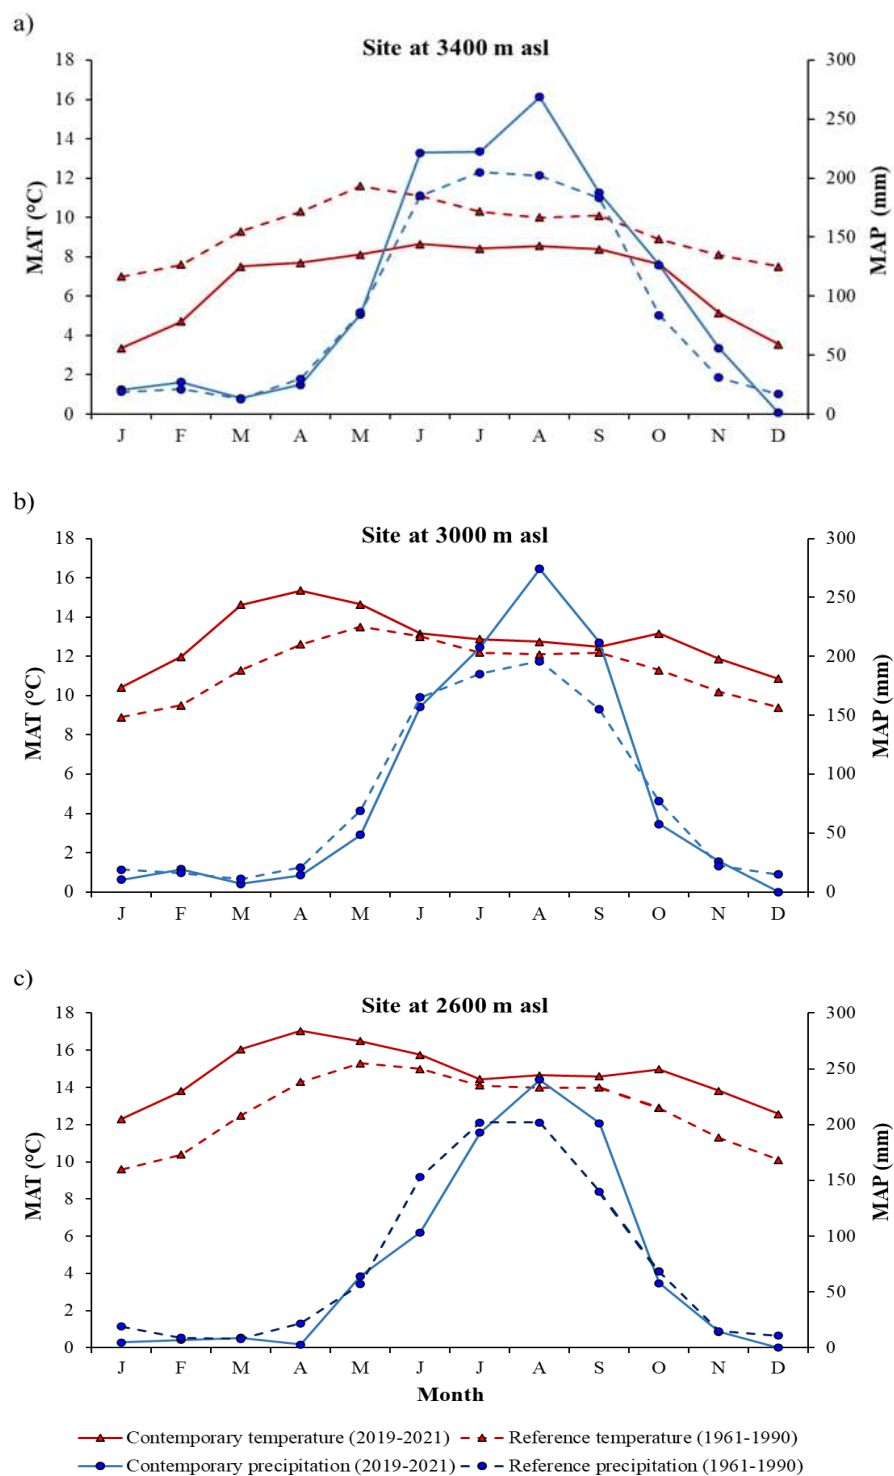 a)
Site at 3400 m asl
18 300
16 250
14
12 200
10
8 150
6 100
4
2 50
0 0
MAT (°C)
MAP (mm)
J F M A M J J A S O N D
b)
Site at 3000 m asl
18 300
16 250
14
12 200
10
8 150
6 100
4
2 50
0 0
MAT (°C)
MAP (mm)
J F M A M J J A S O N D
c)
Site at 2600 m asl
18 300
16 250
14
12 200
10
8 150
6 100
4
2 50
0 0
MAT (°C)
MAP (mm)
J F M A M J J A S O N D
Month
Contemporary temperature (2019-2021) Reference temperature (1961-1990)
Contemporary precipitation (2019-2021) Reference precipitation (1961-1990)